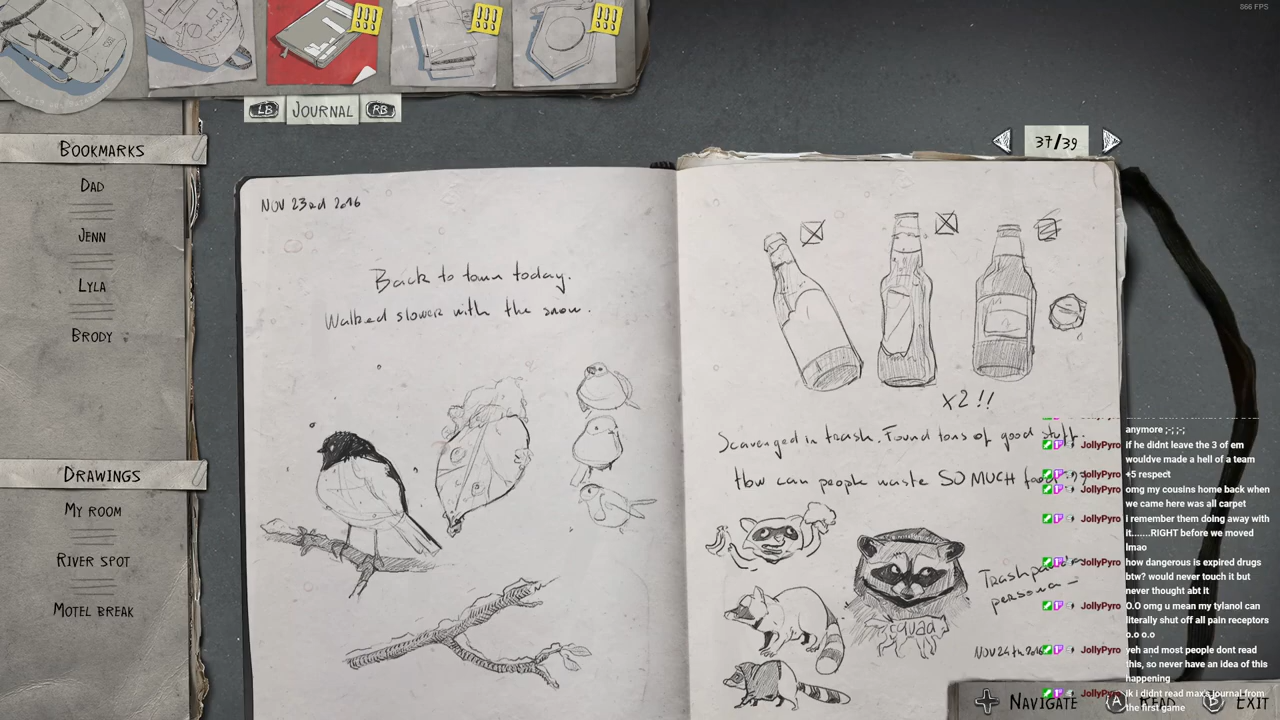 866 FPS
LB JOURNAL RB
37/39
BOOKMARKS
DAD
JENN
LYLA
BRODY
DRAWINGS
MY ROOM
RIVER SPOT
MOTEL BREAK
NOV 23rd 2016
Back to town today.
Walked slower with the snow.
x2 !!
Scavenged in trash. Found tons of good stuff.
How can people waste SO MUCH food
Trashpanda
persona
squad
NOV 24th 2016
anymore ;-; ;-;
JollyPyro if he didnt leave the 3 of em
wouldve made a hell of a team
JollyPyro +5 respect
JollyPyro omg my cousins home back when
we came here was all carpet
JollyPyro I remember them doing away with
it.......RIGHT before we moved
lmao
JollyPyro how dangerous is expired drugs
btw? would never touch it but
never thought abt it
JollyPyro O.O omg u mean my tylanol can
literally shut off all pain receptors
o.o o.o
JollyPyro yeh and most people dont read
this, so never have an idea of this
happening
JollyPyro ik i didnt read max's journal from
the first game
NAVIGATE A READ B EXIT